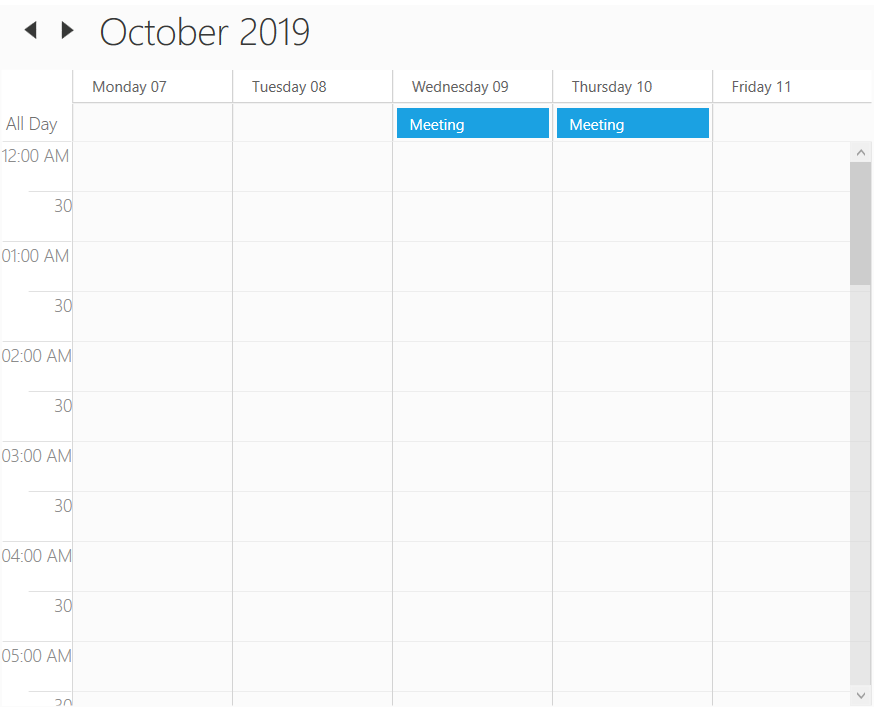 October 2019
Monday 07 Tuesday 08 Wednesday 09 Thursday 10 Friday 11
All Day Meeting Meeting
12:00 AM
30
01:00 AM
30
02:00 AM
30
03:00 AM
30
04:00 AM
30
05:00 AM
30